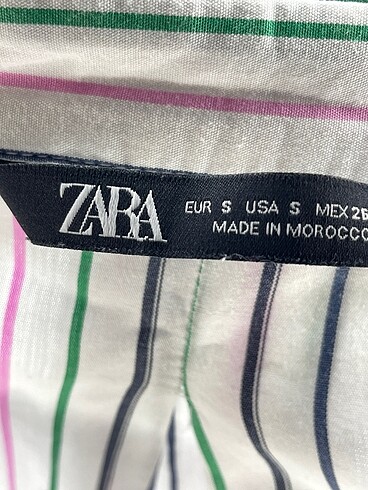 ZARA
EUR S USA S MEX 26
MADE IN MOROCCO